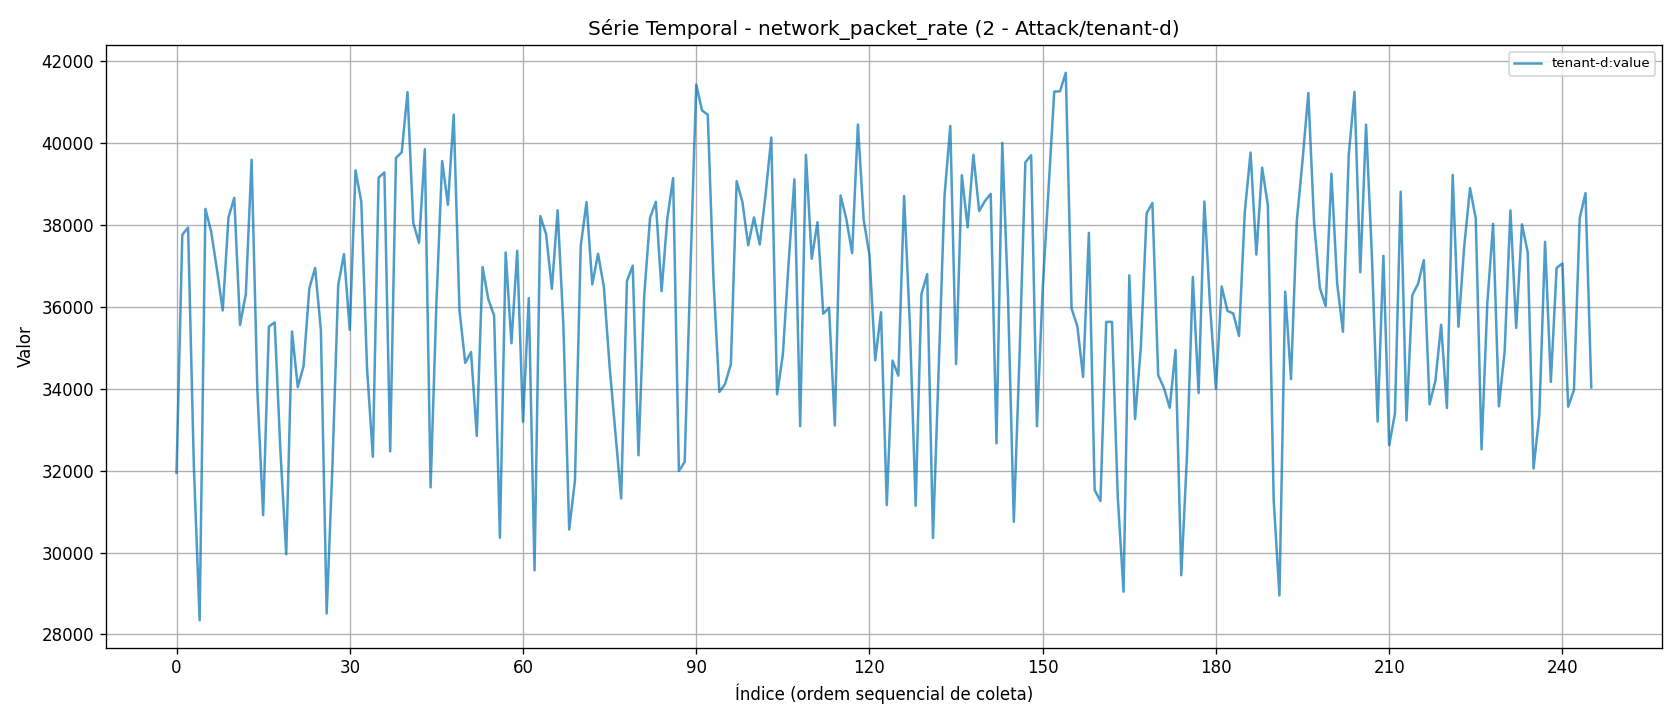 Série Temporal - network_packet_rate (2 - Attack/tenant-d)
tenant-d:value
42000
40000
38000
36000
34000
32000
30000
28000
Valor
0 30 60 90 120 150 180 210 240
Índice (ordem sequencial de coleta)